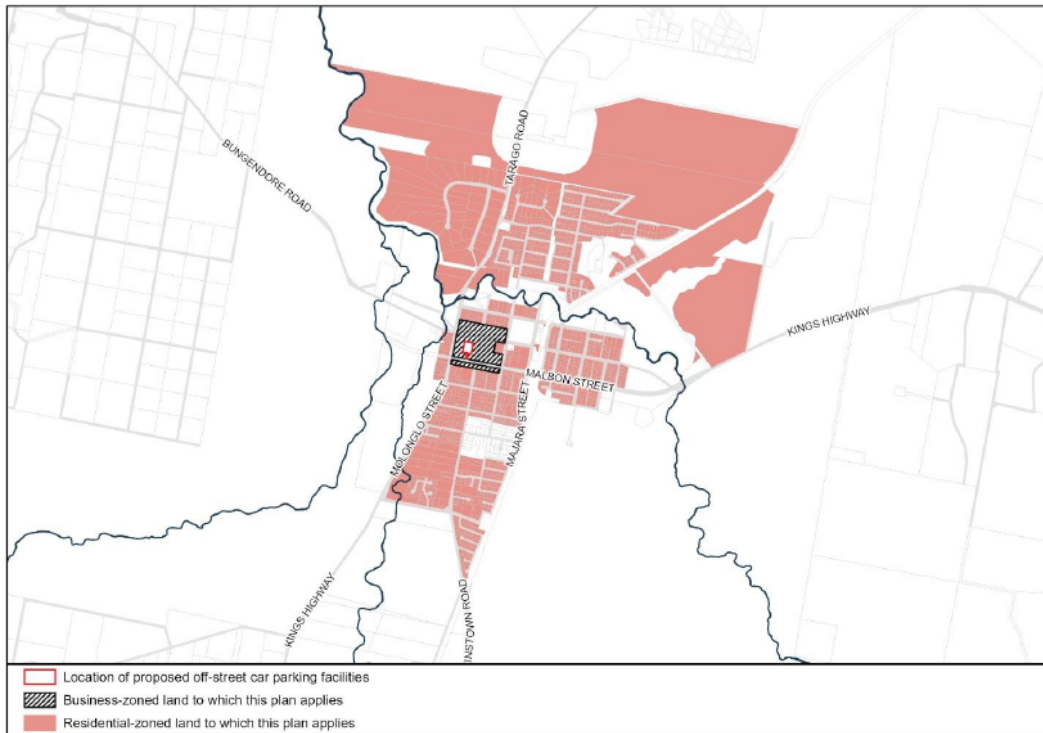 TARAGO ROAD
BUNGENDORE ROAD
KINGS HIGHWAY
MALBON STREET
MOLONGLO STREET
MAJARA STREET
KINGS HIGHWAY
INSTOWN ROAD
Location of proposed off-street car parking facilities
Business-zoned land to which this plan applies
Residential-zoned land to which this plan applies